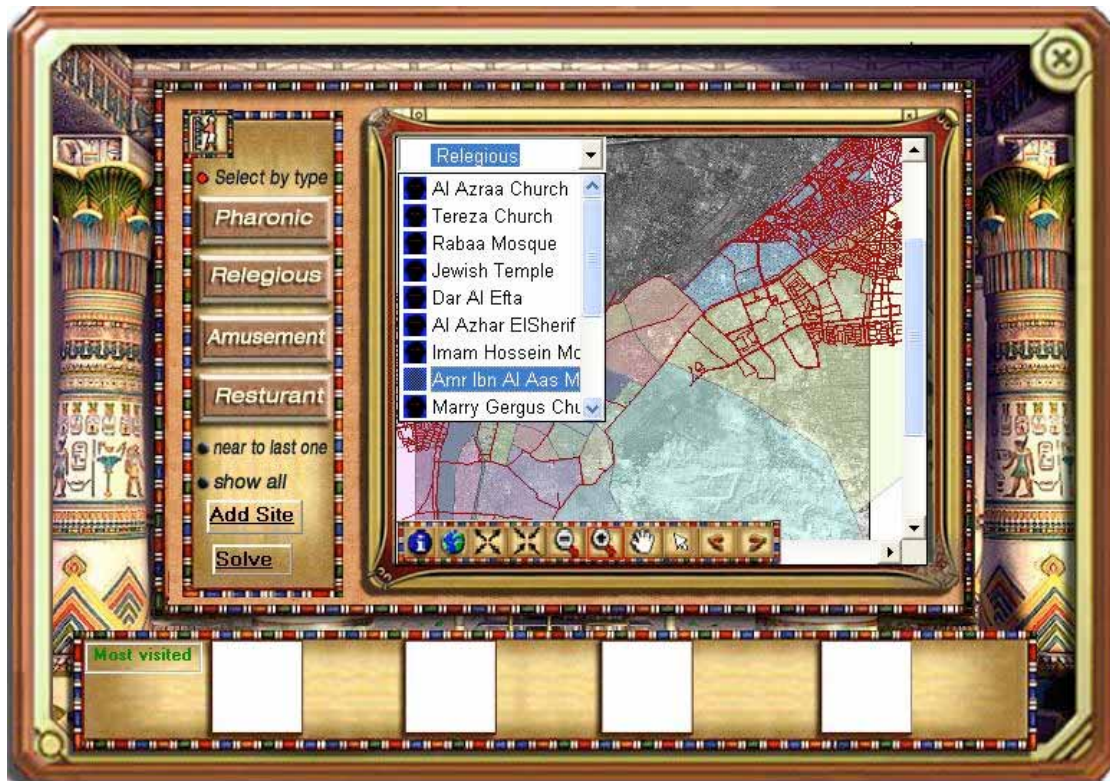 Select by type
Pharonic
Relegious
Amusement
Resturant
near to last one
show all
Add Site
Solve
Relegious
Al Azraa Church
Tereza Church
Rabaa Mosque
Jewish Temple
Dar Al Efta
Al Azhar ElSherif
Imam Hossein Mo
Amr Ibn Al Aas M
Marry Gergus Chu
Most visited